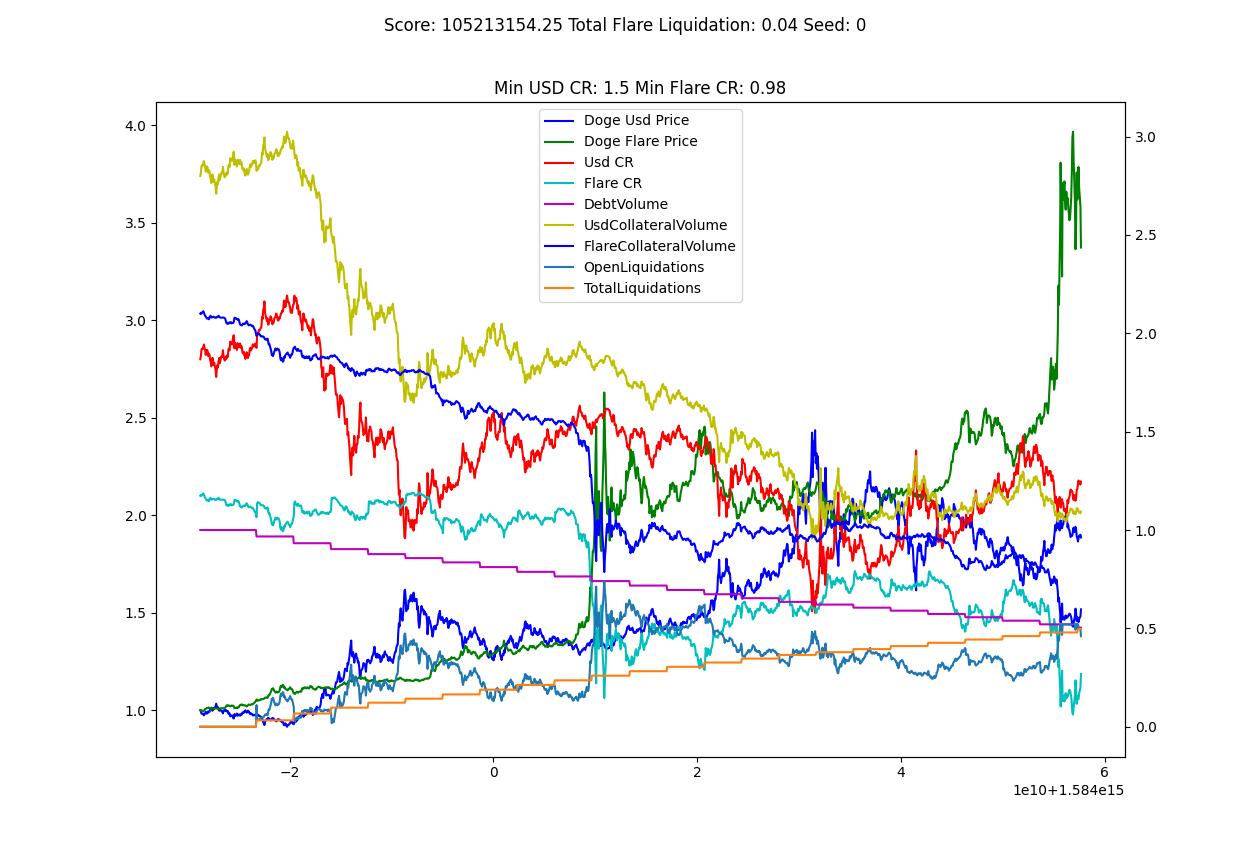 Score: 105213154.25 Total Flare Liquidation: 0.04 Seed: 0
Min USD CR: 1.5 Min Flare CR: 0.98
Doge Usd Price
Doge Flare Price
Usd CR
Flare CR
DebtVolume
UsdCollateralVolume
FlareCollateralVolume
OpenLiquidations
TotalLiquidations
4.0
3.5
3.0
2.5
2.0
1.5
1.0
3.0
2.5
2.0
1.5
1.0
0.5
0.0
−2
0
2
4
6
1e10+1.584e15